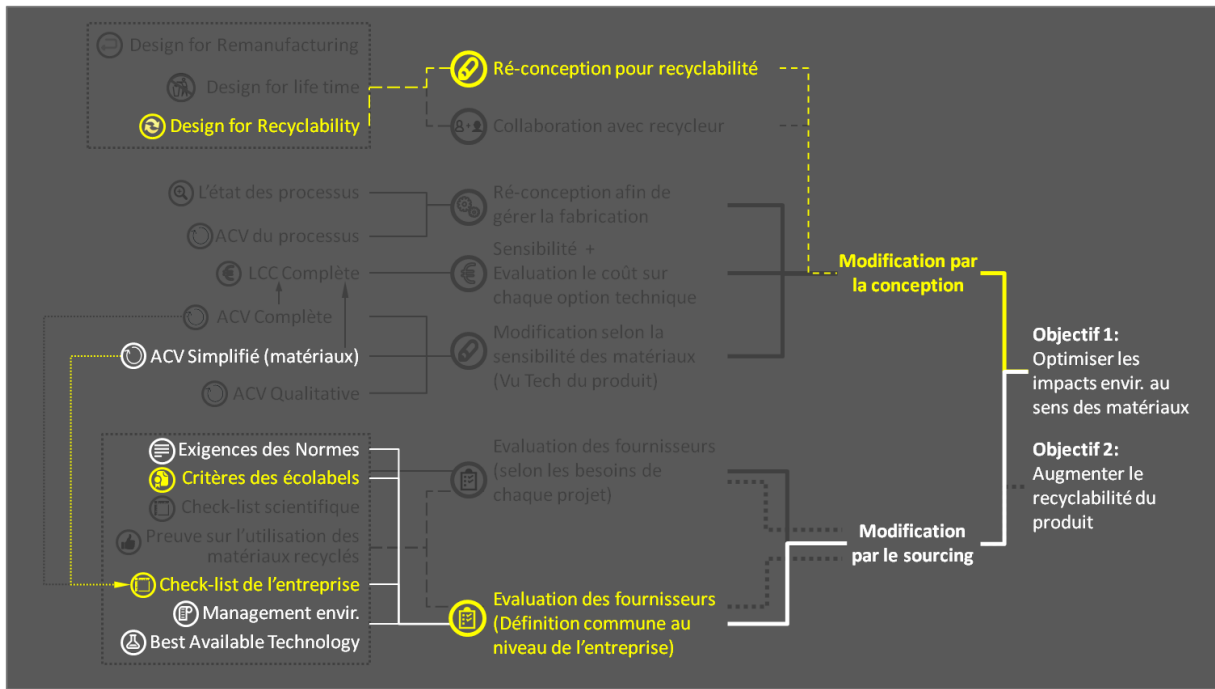 Design for Remanufacturing
Design for life time
Design for Recyclability
Ré-conception pour recyclabilité
Collaboration avec recycleur
L'état des processus
ACV du processus
LCC Complète
ACV Complète
ACV Simplifié (matériaux)
ACV Qualitative
Ré-conception afin de
gérer la fabrication
Sensibilité +
Evaluation le coût sur
chaque option technique
Modification selon la
sensibilité des matériaux
(Vu Tech du produit)
Modification par
la conception
Exigences des Normes
Critères des écolabels
Check-list scientifique
Preuve sur l'utilisation des
matériaux recyclés
Check-list de l'entreprise
Management envir.
Best Available Technology
Evaluation des fournisseurs
(selon les besoins de
chaque projet)
Evaluation des fournisseurs
(Définition commune au
niveau de l'entreprise)
Modification
par le sourcing
Objectif 1:
Optimiser les
impacts envir. au
sens des matériaux
Objectif 2:
Augmenter le
recyclabilité du
produit